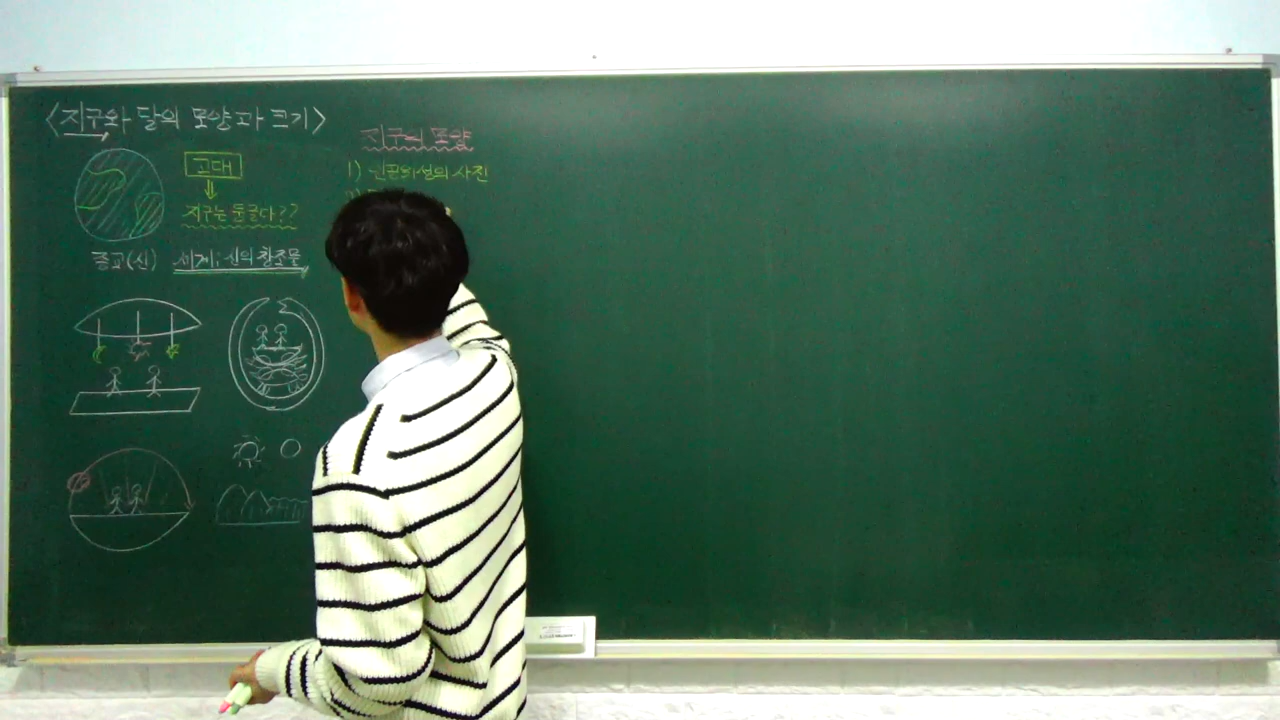 <지구와 달의 모양과 크기>
고대
지구는 둥글다??
종교(신) 세계: 신의 창조물
지구의 모양
1) 인공위성의 사진